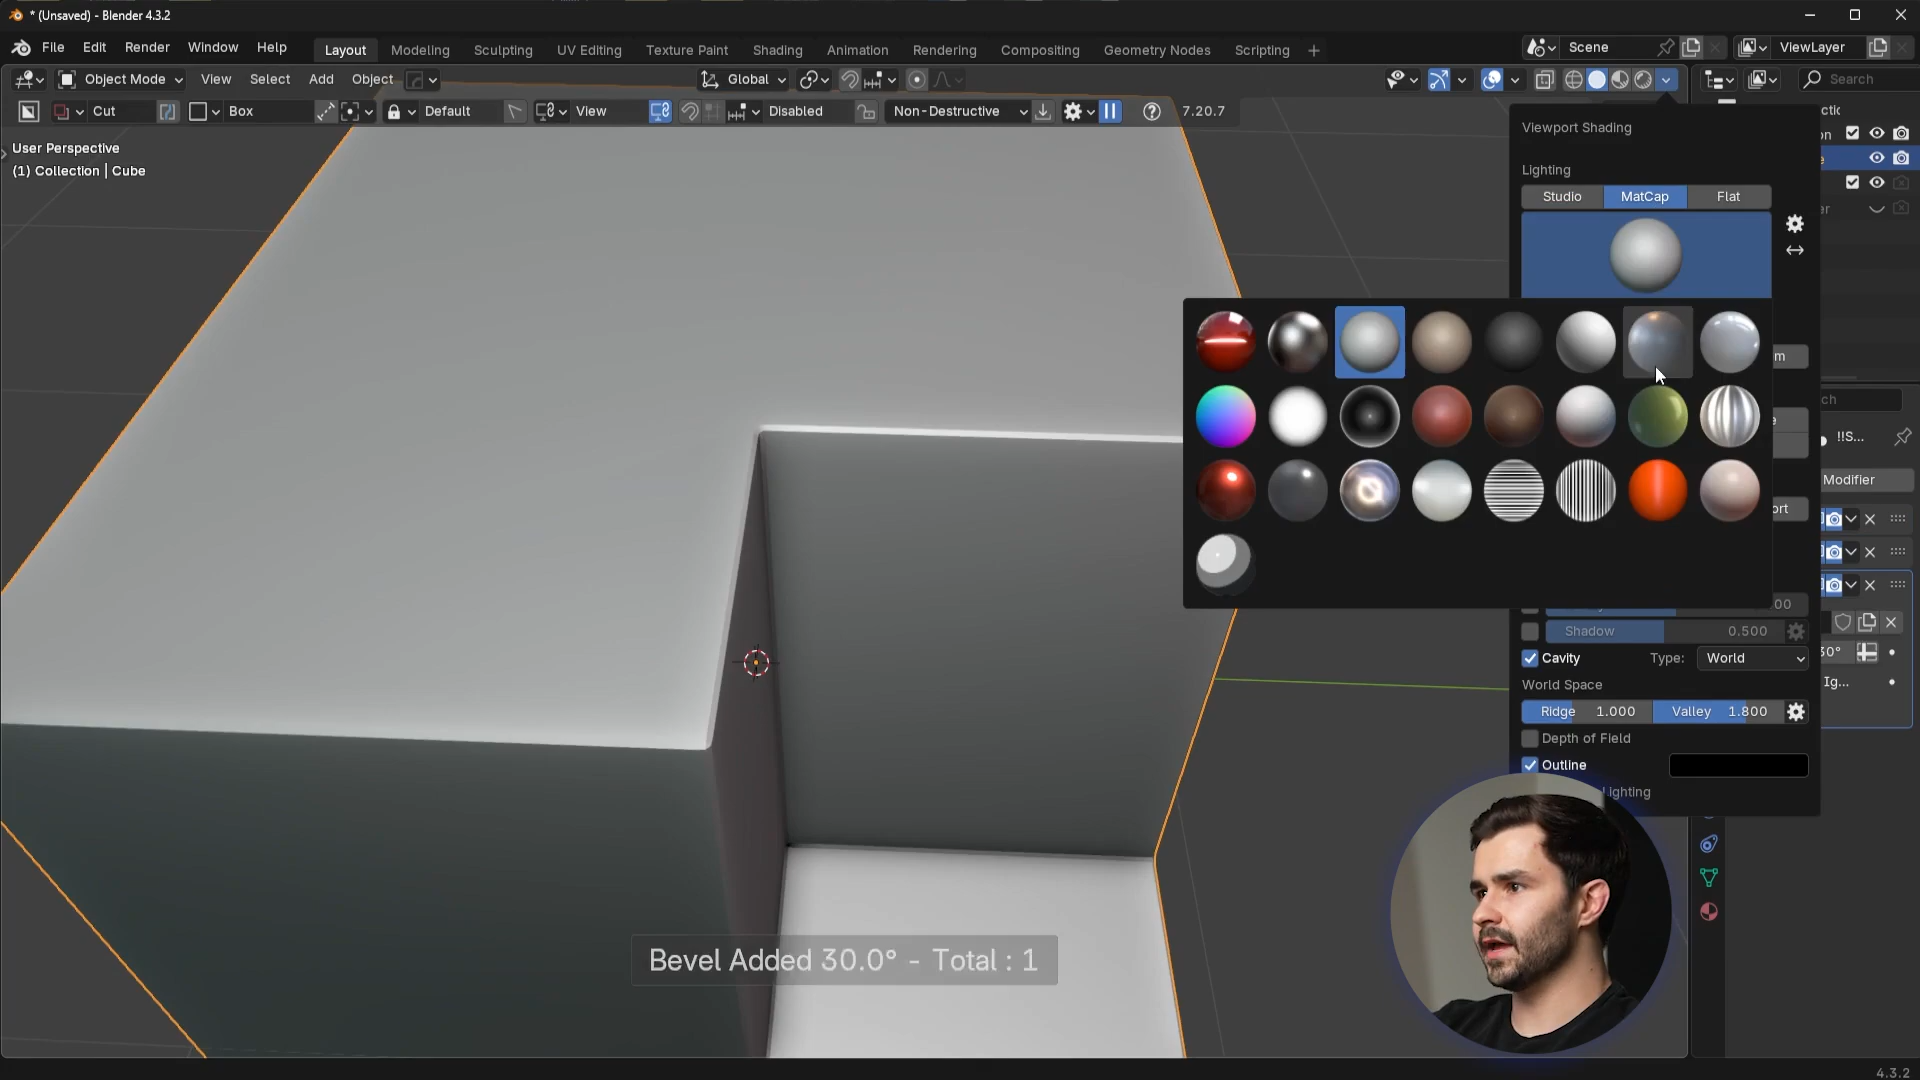 * (Unsaved) - Blender 4.3.2
File Edit Render Window Help Layout Modeling Sculpting UV Editing Texture Paint Shading Animation Rendering Compositing Geometry Nodes Scripting + Scene ViewLayer
Object Mode View Select Add Object Global Search
Cut Box Default View Disabled Non-Destructive 7.20.7
User Perspective
(1) Collection | Cube
Viewport Shading
Lighting
Studio MatCap Flat
!!S...
Modifier
Shadow 0.500
Cavity Type: World
30°
World Space
Ig...
Ridge 1.000 Valley 1.800
Depth of Field
Outline
Lighting
Bevel Added 30.0° - Total : 1
4.3.2